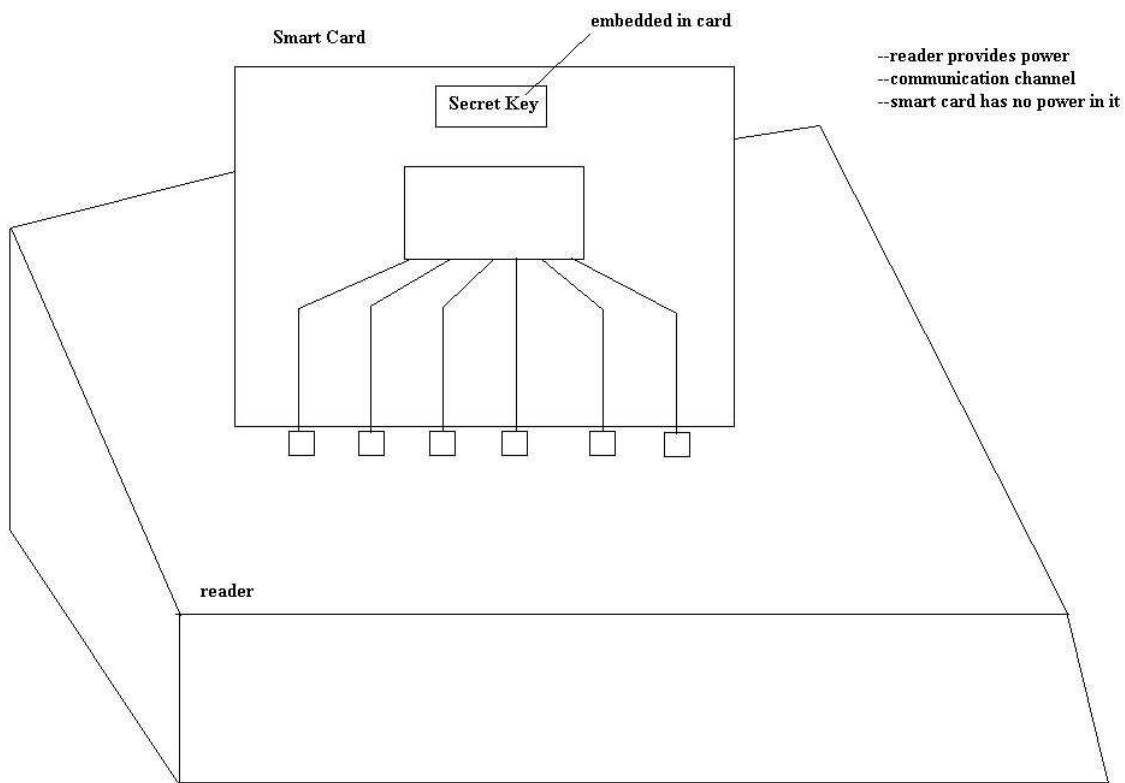 embedded in card
Smart Card
--reader provides power
--communication channel
--smart card has no power in it
Secret Key
reader